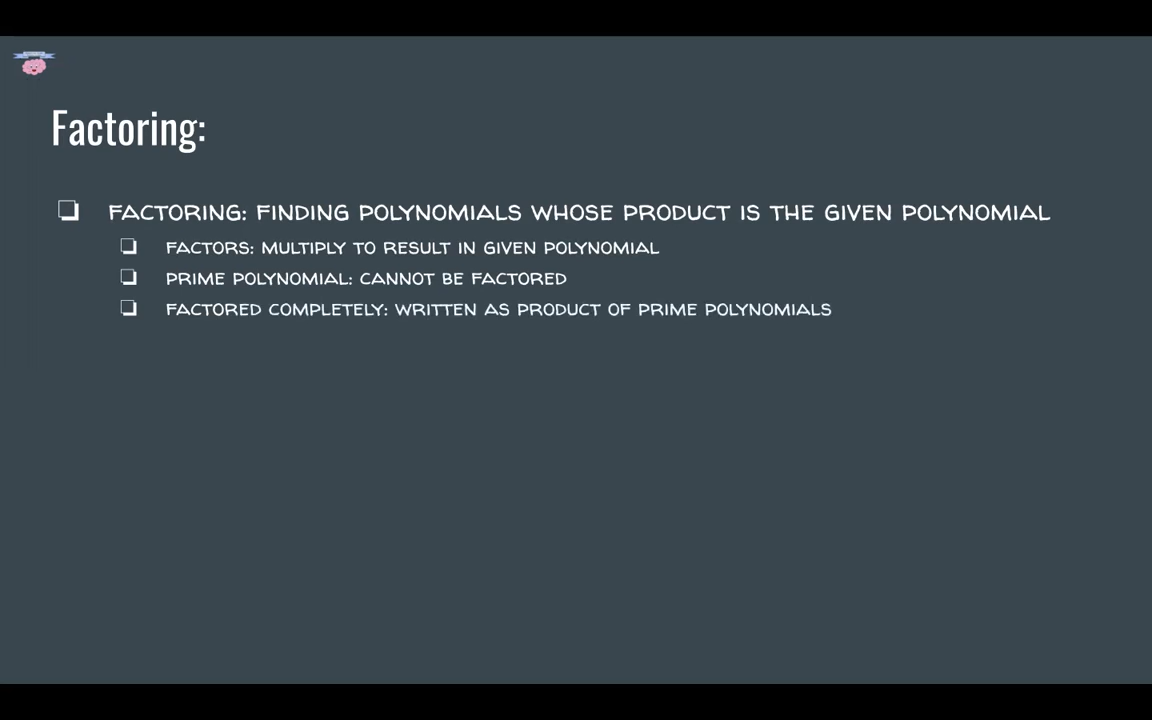 Factoring:
FACTORING: FINDING POLYNOMIALS WHOSE PRODUCT IS THE GIVEN POLYNOMIAL
FACTORS: MULTIPLY TO RESULT IN GIVEN POLYNOMIAL
PRIME POLYNOMIAL: CANNOT BE FACTORED
FACTORED COMPLETELY: WRITTEN AS PRODUCT OF PRIME POLYNOMIALS